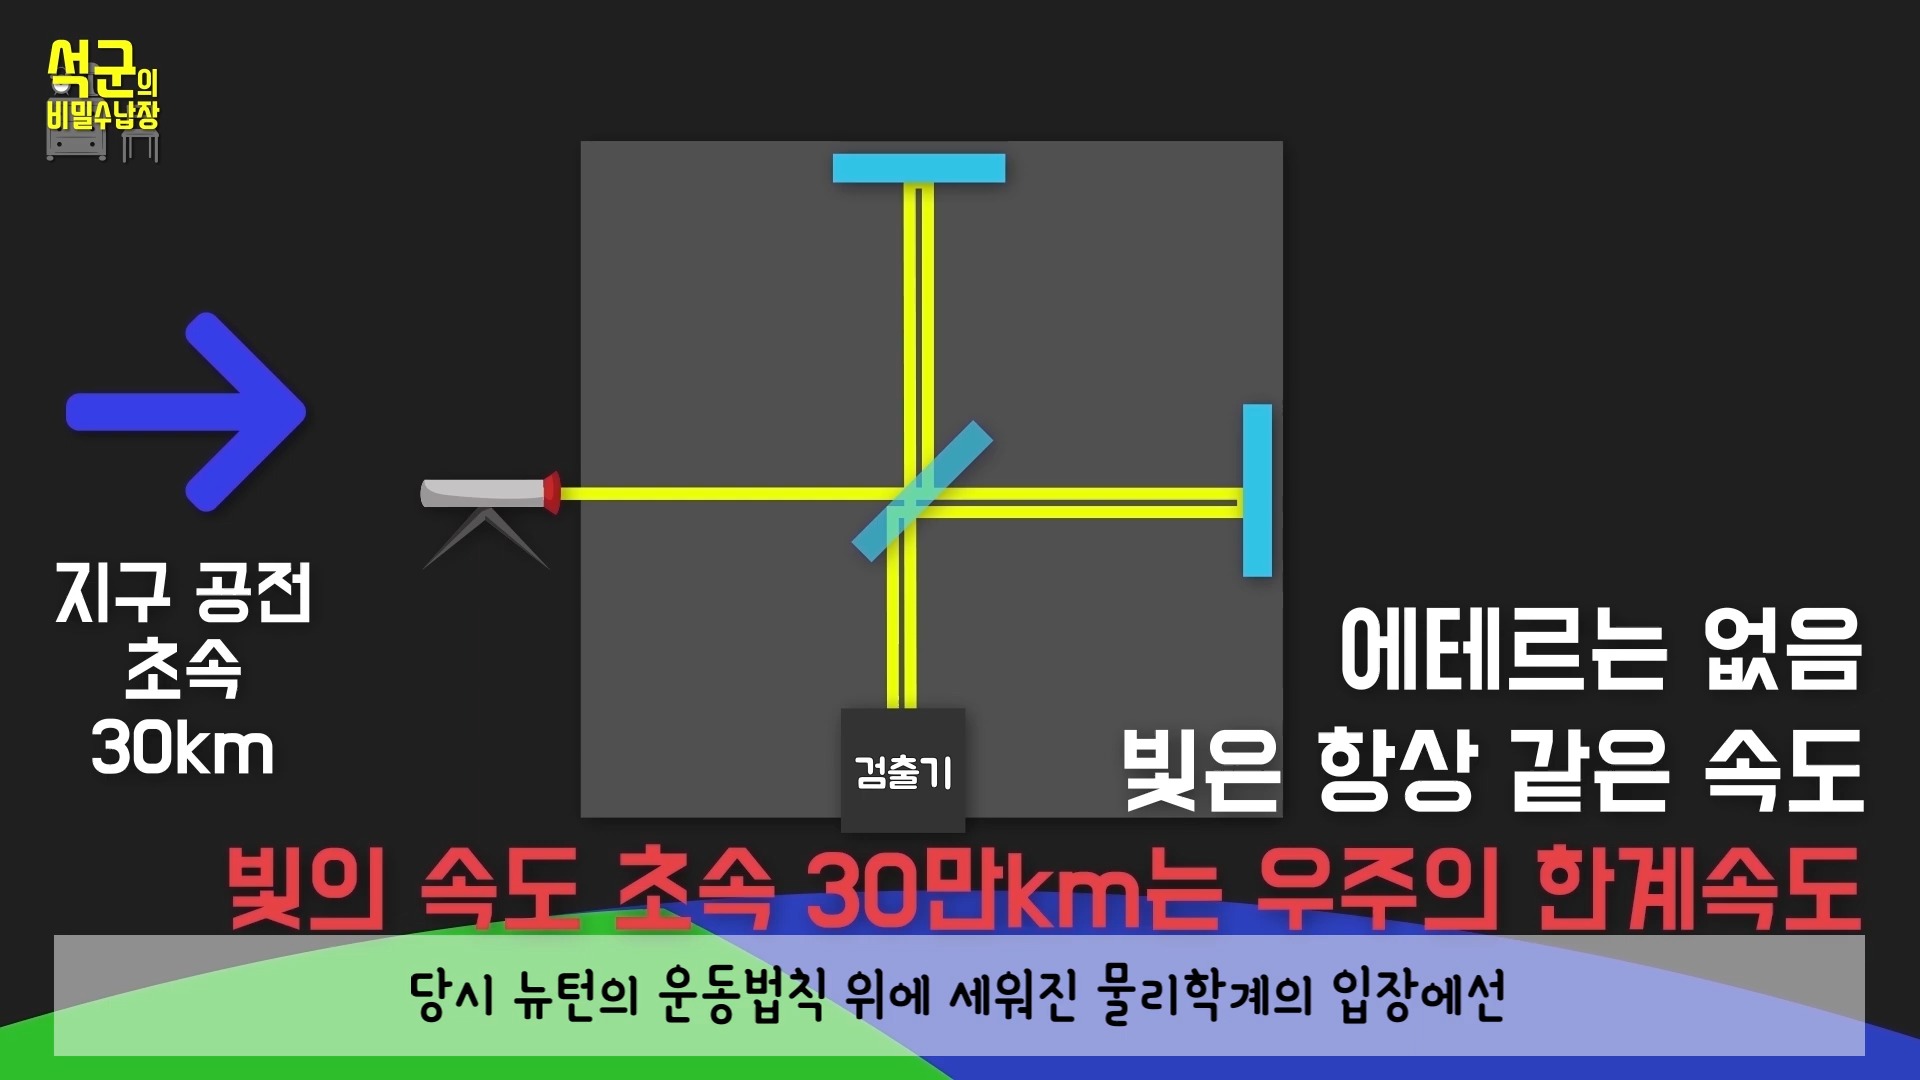 석군의
비밀수납장
지구 공전
초속
30km
검출기
에테르는 없음
빛은 항상 같은 속도
빛의 속도 초속 30만km는 우주의 한계속도
당시 뉴턴의 운동법칙 위에 세워진 물리학계의 입장에선